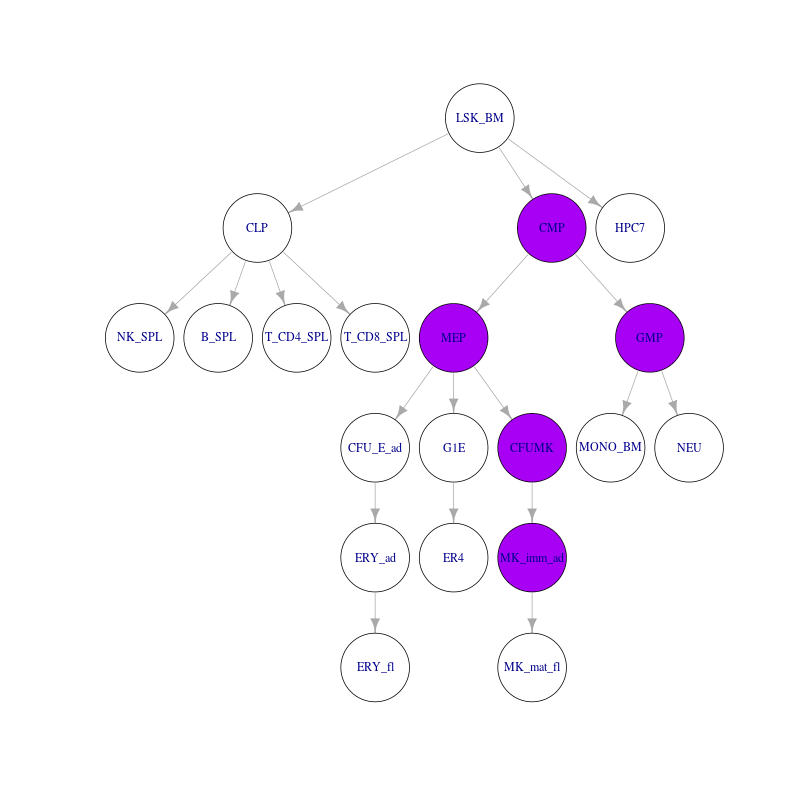 LSK_BM
CLP
CMP
HPC7
NK_SPL
B_SPL
T_CD4_SPL
T_CD8_SPL
MEP
GMP
CFU_E_ad
G1E
CFUMK
MONO_BM
NEU
ERY_ad
ER4
MK_imm_ad
ERY_fl
MK_mat_fl